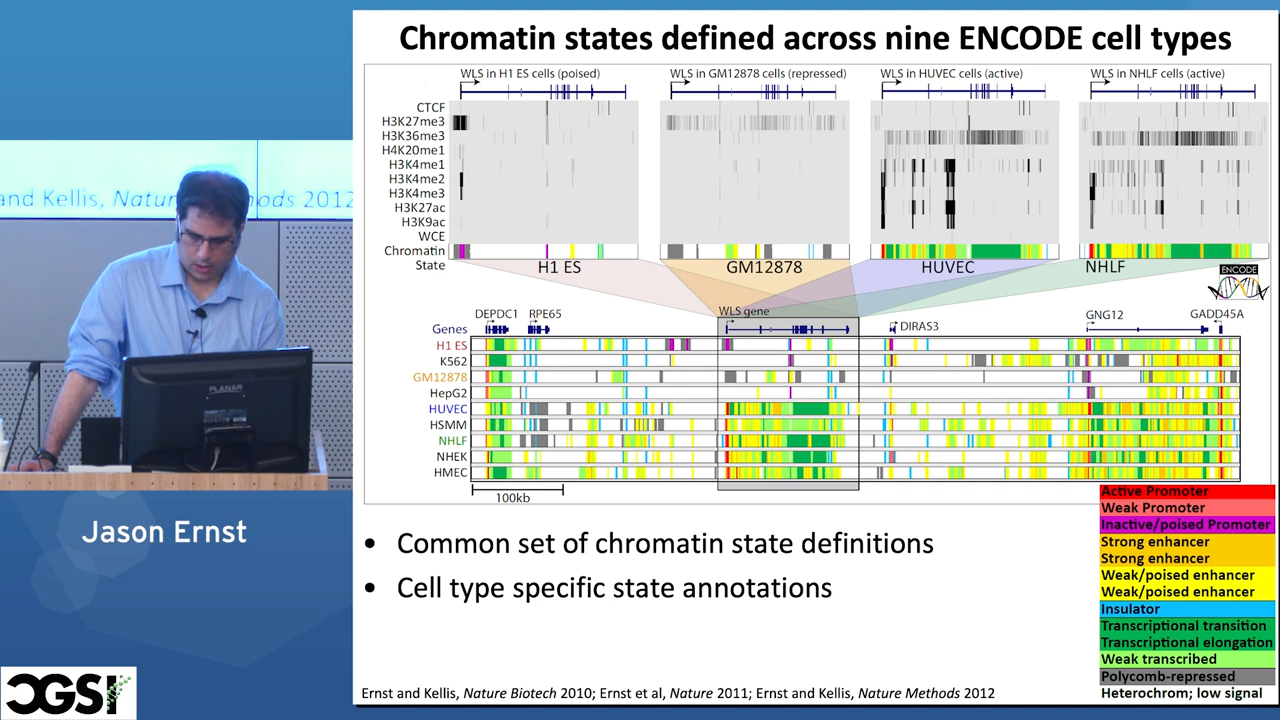 Chromatin states defined across nine ENCODE cell types
WLS in H1 ES cells (poised)
WLS in GM12878 cells (repressed)
WLS in HUVEC (active)
WLS in NHLF (active)
CTCF
H3K27me3
H3K36me3
H4K20me1
H3K4me1
H3K4me2
H3K4me3
H3K27ac
H3K9ac
WCE
Chromatin
State
H1 ES
GM12878
HUVEC
NHLF
ENCODE
and Kellis, Nature Methods 2012
PLANAR
DEPDC1
RPE65
WLS gene
DIRAS3
GNG12
GADD45A
Genes
H1 ES
K562
GM12878
HepG2
HUVEC
HSMM
NHLF
NHEK
HMEC
100kb
Active Promoter
Weak Promoter
Inactive/poised Promoter
Strong enhancer
Strong enhancer
Weak/poised enhancer
Weak/poised enhancer
Insulator
Transcriptional transition
Transcriptional elongation
Weak transcribed
Polycomb-repressed
Heterochrom; low signal
• Common set of chromatin state definitions
• Cell type specific state annotations
Jason Ernst
CGSI
Ernst and Kellis, Nature Biotech 2010; Ernst et al, Nature 2011; Ernst and Kellis, Nature Methods 2012